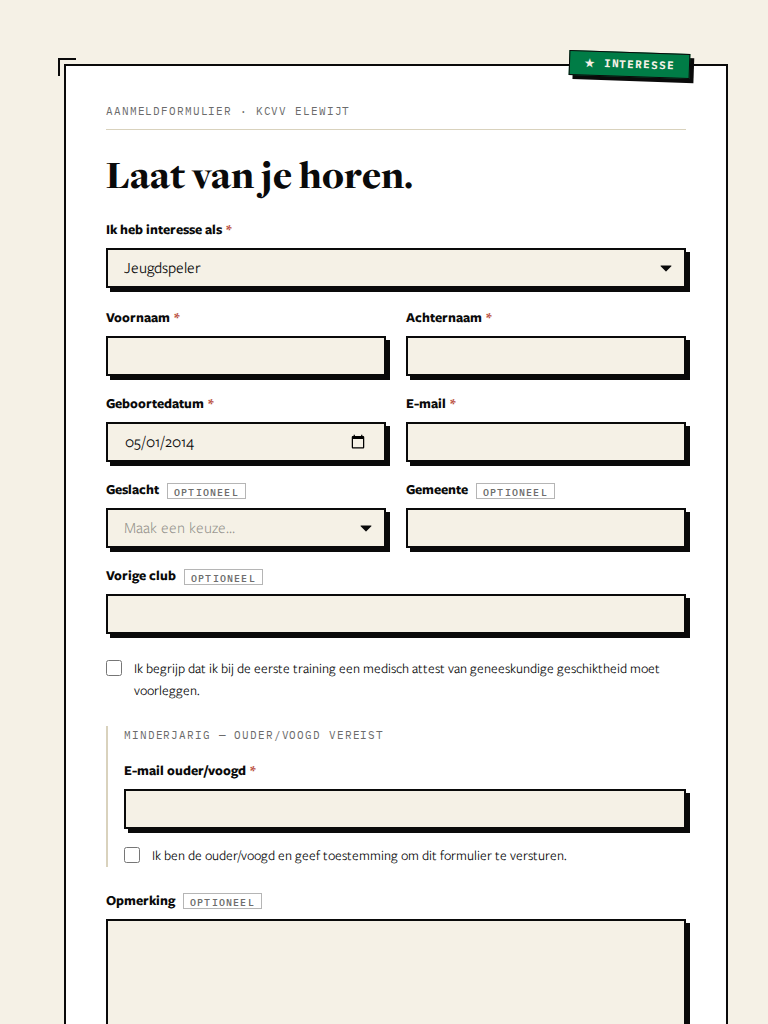 ★ INTERESSE
AANMELDFORMULIER · KCVV ELEWIJT
Laat van je horen.
Ik heb interesse als *
Jeugdspeler
Voornaam *
Achternaam *
Geboortedatum *
E-mail *
05/01/2014
Geslacht OPTIONEEL
Gemeente OPTIONEEL
Maak een keuze...
Vorige club OPTIONEEL
Ik begrijp dat ik bij de eerste training een medisch attest van geneeskundige geschiktheid moet
voorleggen.
MINDERJARIG — OUDER/VOOGD VEREIST
E-mail ouder/voogd *
Ik ben de ouder/voogd en geef toestemming om dit formulier te versturen.
Opmerking OPTIONEEL